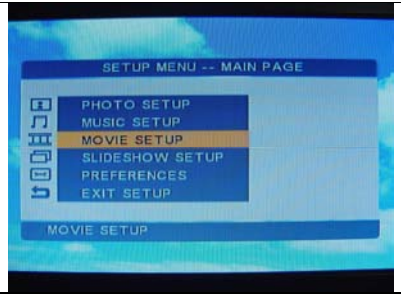 SETUP MENU -- MAIN PAGE
PHOTO SETUP
MUSIC SETUP
MOVIE SETUP
SLIDESHOW SETUP
PREFERENCES
EXIT SETUP
MOVIE SETUP